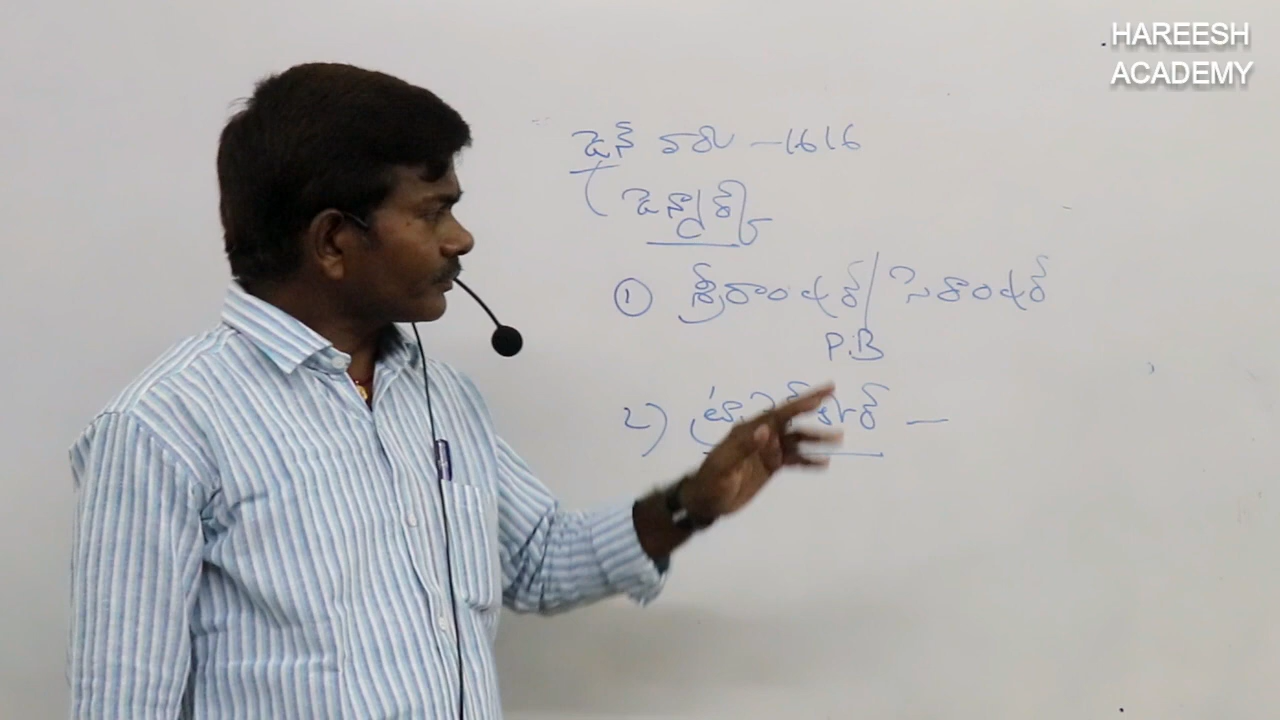 HAREESH
ACADEMY
డెన్ వారు - 1616
(డెన్మార్క్)
① శ్రీరాంపూర్ / సెరాంపూర్
P.B
2) ట్రాంక్‌బార్ —